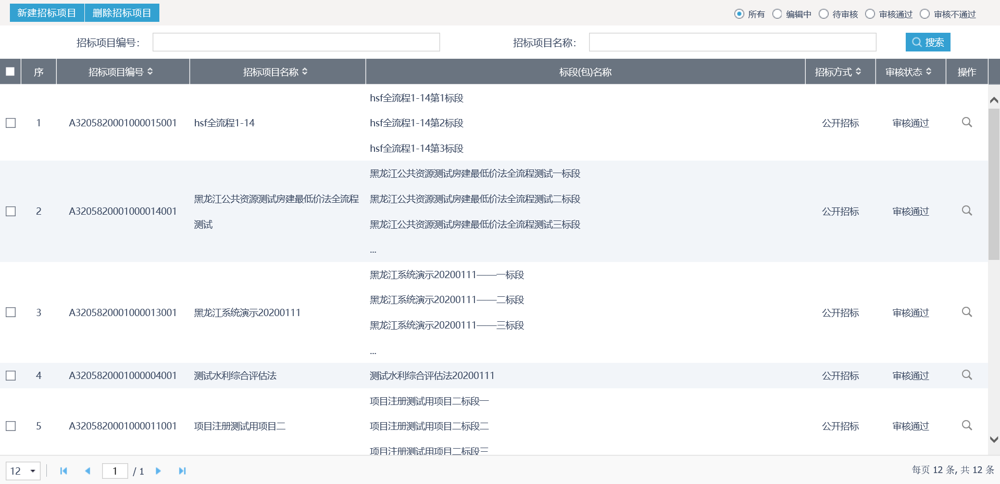 新建招标项目 删除招标项目 所有 编辑中 待审核 审核通过 审核不通过
招标项目编号： 招标项目名称： 搜索
序 招标项目编号 招标项目名称 标段(包)名称 招标方式 审核状态 操作
hsf全流程1-14第1标段
1 A3205820001000015001 hsf全流程1-14 hsf全流程1-14第2标段 公开招标 审核通过
hsf全流程1-14第3标段
黑龙江公共资源测试房建最低价法全流程测试一标段
黑龙江公共资源测试房建最低价法全流程 黑龙江公共资源测试房建最低价法全流程测试二标段
2 A3205820001000014001 公开招标 审核通过
测试 黑龙江公共资源测试房建最低价法全流程测试三标段
...
黑龙江系统演示20200111——一标段
黑龙江系统演示20200111——二标段
3 A3205820001000013001 黑龙江系统演示20200111 公开招标 审核通过
黑龙江系统演示20200111——三标段
...
4 A3205820001000004001 测试水利综合评估法 测试水利综合评估法20200111 公开招标 审核通过
项目注册测试用项目二标段一
5 A3205820001000011001 项目注册测试用项目二 项目注册测试用项目二标段二 公开招标 审核通过
项目注册测试用项目二标段三
12 1 / 1 每页 12 条, 共 12 条